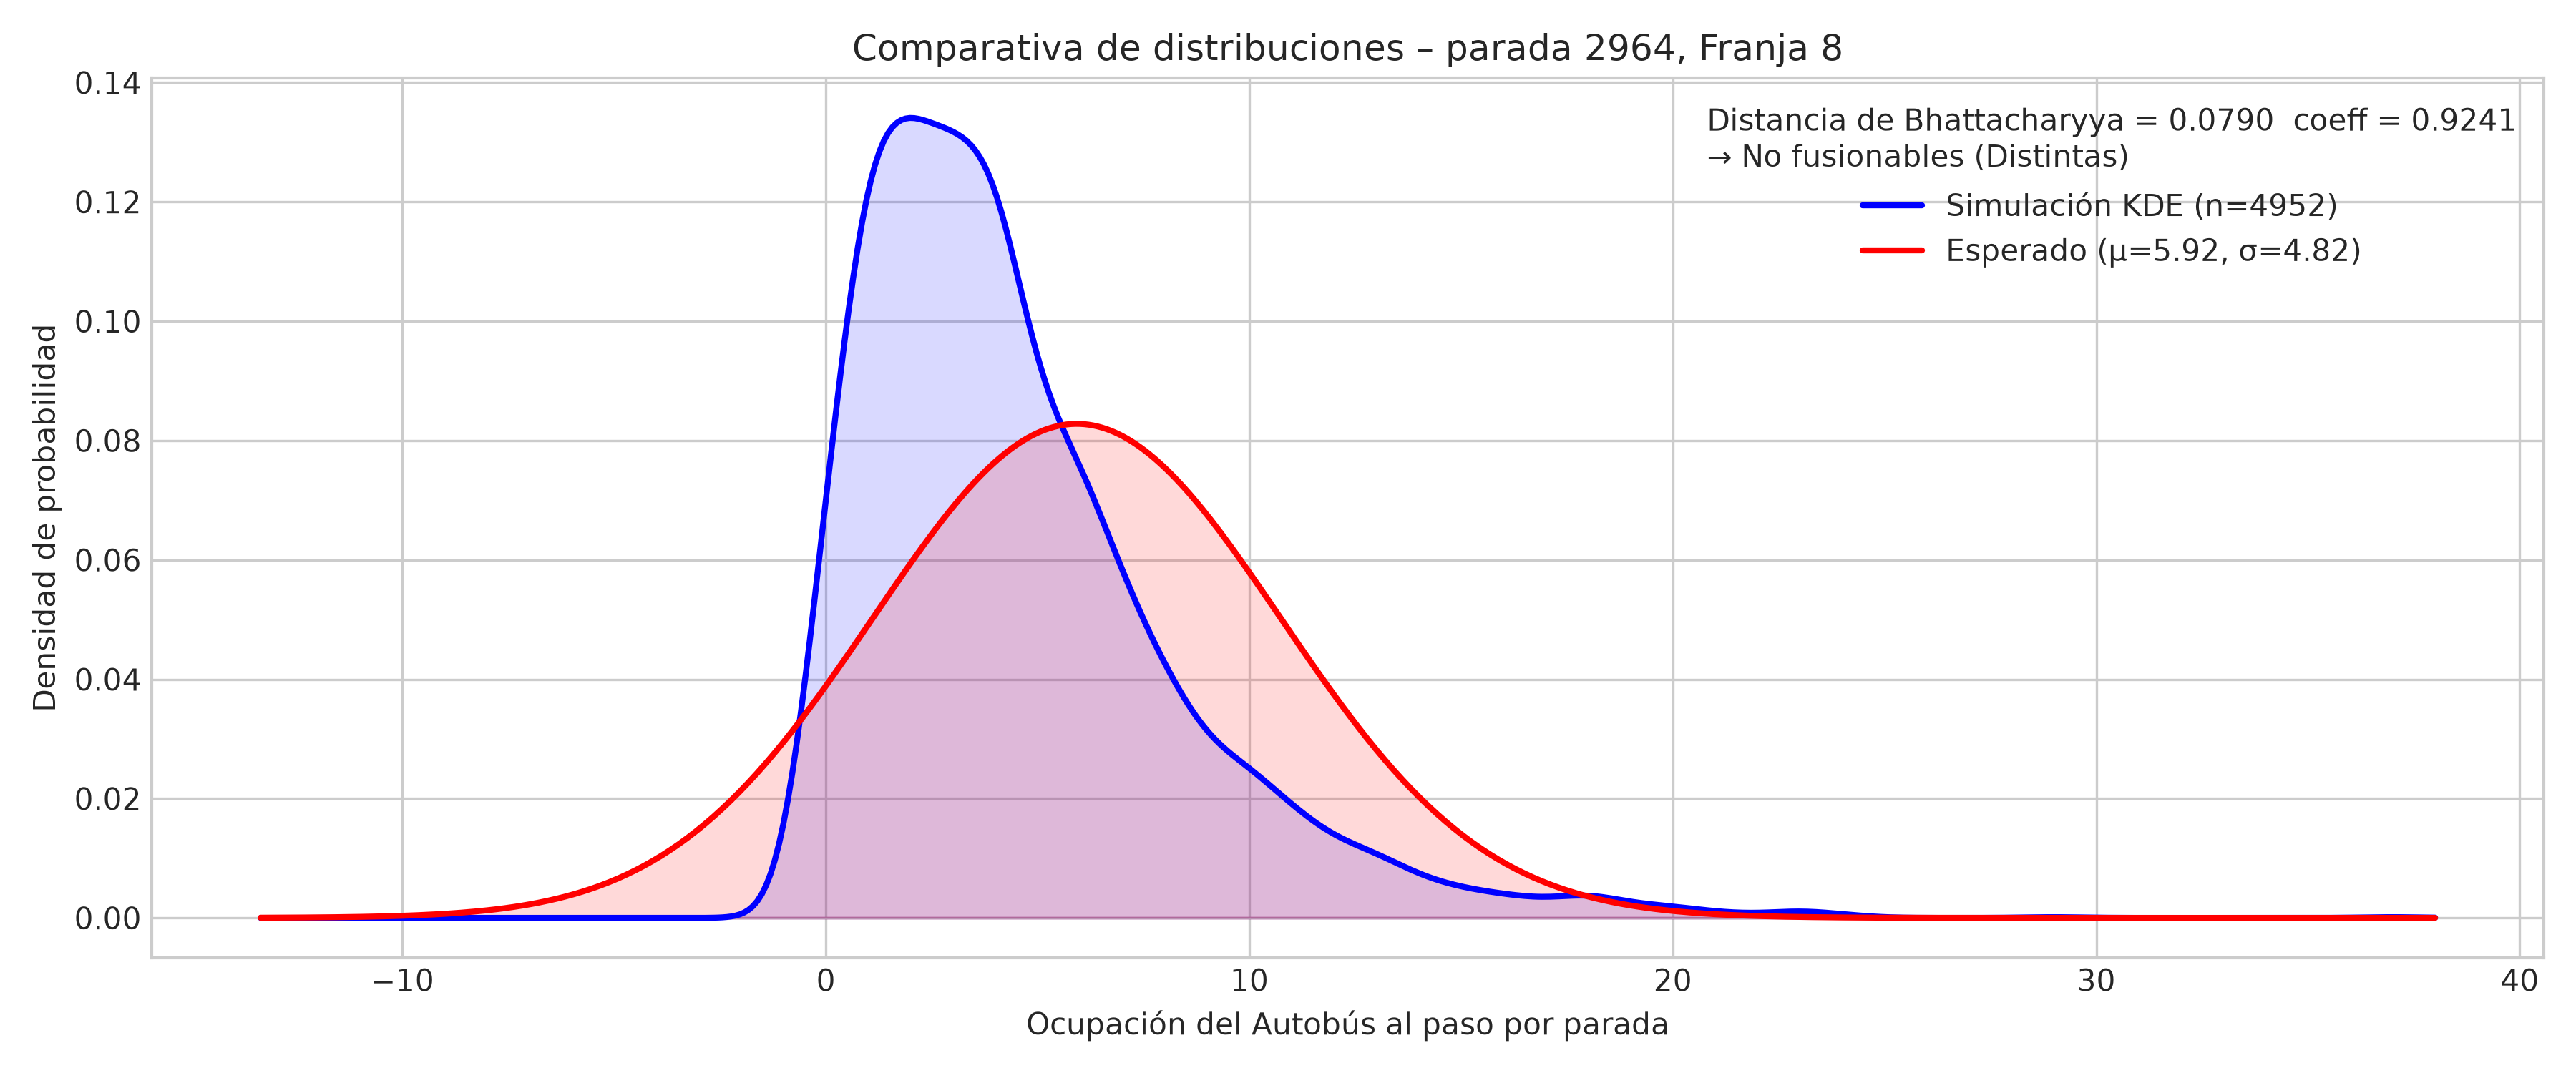 Comparativa de distribuciones – parada 2964, Franja 8
Distancia de Bhattacharyya = 0.0790  coeff = 0.9241
→ No fusionables (Distintas)
Simulación KDE (n=4952)
Esperado (μ=5.92, σ=4.82)
Densidad de probabilidad
0.14
0.12
0.10
0.08
0.06
0.04
0.02
0.00
−10 0 10 20 30 40
Ocupación del Autobús al paso por parada